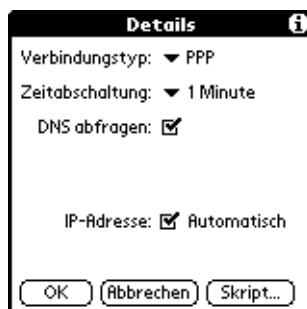 Details
Verbindungstyp: PPP
Zeitabschaltung: 1 Minute
DNS abfragen:
IP-Adresse: Automatisch
OK Abbrechen Skript...